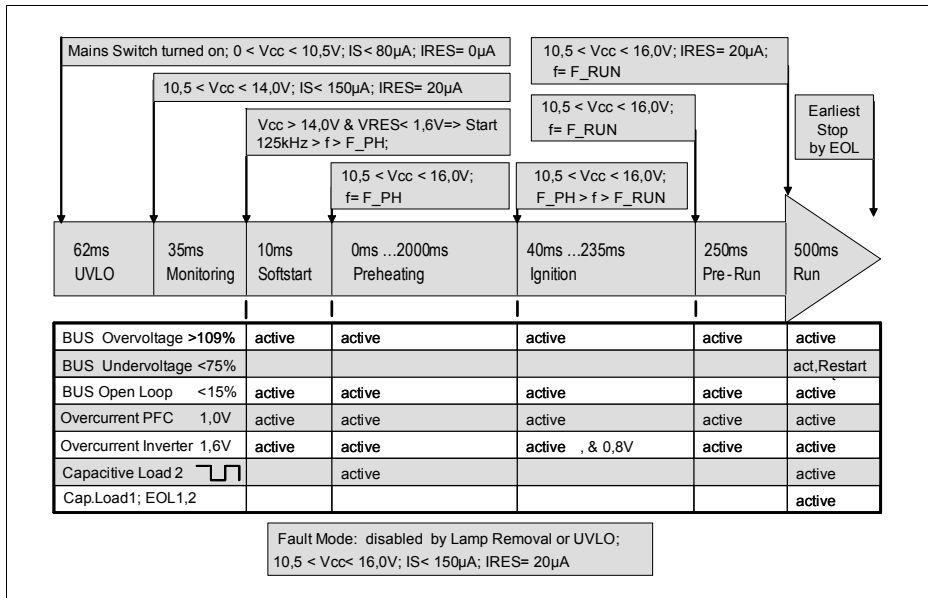 Mains Switch turned on; 0 < Vcc < 10,5V; IS< 80µA; IRES= 0µA
10,5 < Vcc < 14,0V; IS< 150µA; IRES= 20µA
Vcc > 14,0V & VRES< 1,6V=> Start
125kHz > f > F_PH;
10,5 < Vcc < 16,0V;
f= F_PH
10,5 < Vcc < 16,0V; IRES= 20µA;
f= F_RUN
10,5 < Vcc < 16,0V;
f= F_RUN
10,5 < Vcc < 16,0V;
F_PH > f > F_RUN
Earliest
Stop
by EOL
62ms
UVLO
35ms
Monitoring
10ms
Softstart
0ms ...2000ms
Preheating
40ms ...235ms
Ignition
250ms
Pre-Run
500ms
Run
BUS Overvoltage >109% active active active active active
BUS Undervoltage <75% act,Restart
BUS Open Loop <15% active active active active active
Overcurrent PFC 1,0V active active active active active
Overcurrent Inverter 1,6V active active active , & 0,8V active active
Capacitive Load 2 active active
Cap.Load1; EOL1,2 active
Fault Mode: disabled by Lamp Removal or UVLO;
10,5 < Vcc< 16,0V; IS< 150µA; IRES= 20µA